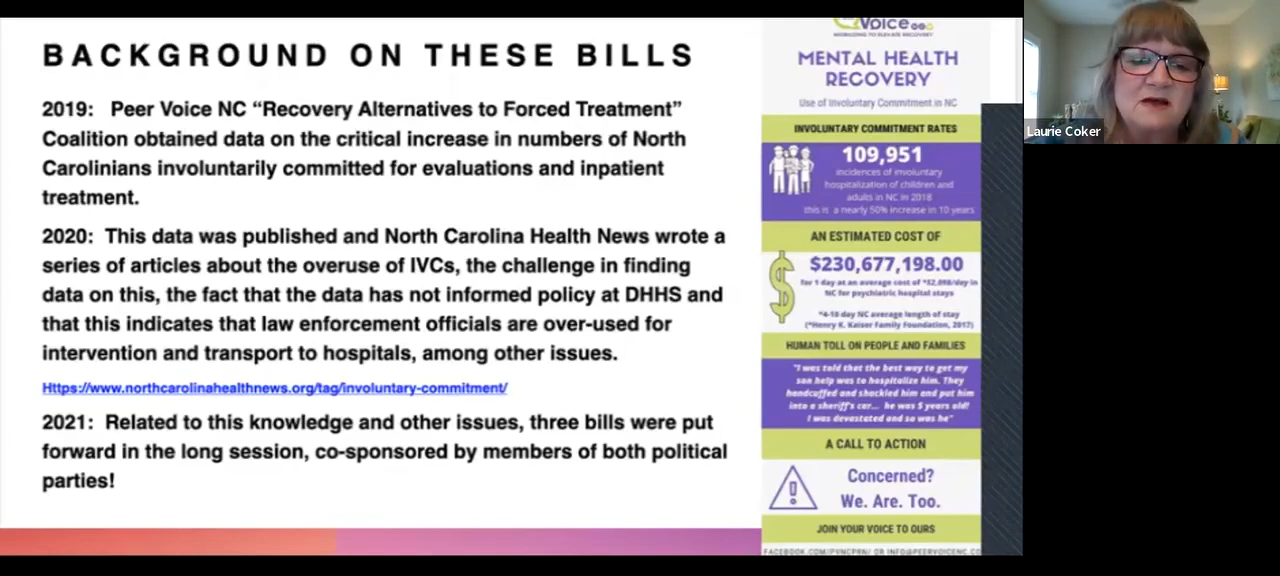 BACKGROUND ON THESE BILLS
2019: Peer Voice NC “Recovery Alternatives to Forced Treatment”
Coalition obtained data on the critical increase in numbers of North
Carolinians involuntarily committed for evaluations and inpatient
treatment.
2020: This data was published and North Carolina Health News wrote a
series of articles about the overuse of IVCs, the challenge in finding
data on this, the fact that the data has not informed policy at DHHS and
that this indicates that law enforcement officials are over-used for
intervention and transport to hospitals, among other issues.
Https://www.northcarolinahealthnews.org/tag/involuntary-commitment/
2021: Related to this knowledge and other issues, three bills were put
forward in the long session, co-sponsored by members of both political
parties!
Voice
MOBILIZING TO ELEVATE RECOVERY
MENTAL HEALTH
RECOVERY
Use of Involuntary Commitment in NC
INVOLUNTARY COMMITMENT RATES
109,951
incidences of involuntary
hospitalization of children and
adults in NC in 2018
this is a nearly 50% increase in 10 years
AN ESTIMATED COST OF
$230,677,198.00
for 1 day at an average cost of *$2,098/day in
NC for psychiatric hospital stays
*4-10 day NC average length of stay
(*Henry K. Kaiser Family Foundation, 2017)
HUMAN TOLL ON PEOPLE AND FAMILIES
"I was told that the best way to get my
son help was to hospitalize him. They
handcuffed and shackled him and put him
into a sheriff's car... he was 5 years old!
I was devastated and so was he"
A CALL TO ACTION
Concerned?
We. Are. Too.
JOIN YOUR VOICE TO OURS
FACEBOOK.COM/PVNCPRN/ OR INFO@PEERVOICENC.CO
Laurie Coker